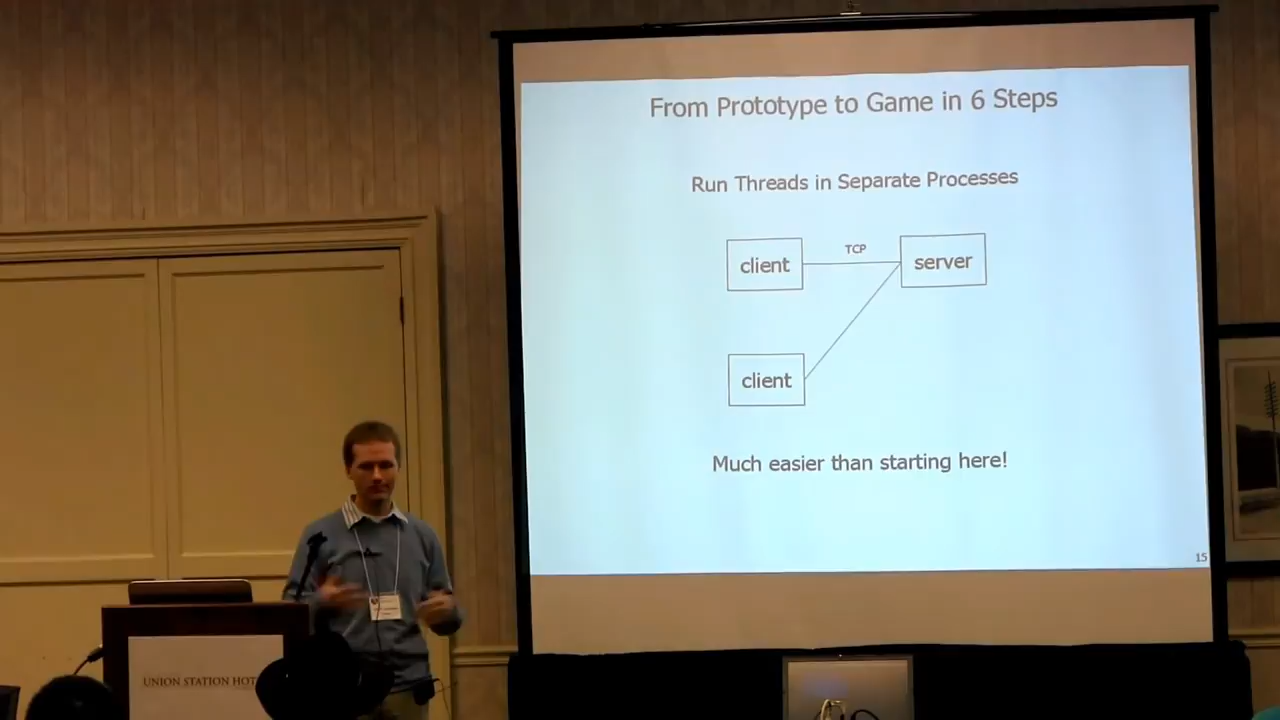 From Prototype to Game in 6 Steps
Run Threads in Separate Processes
client
TCP
server
client
Much easier than starting here!
15
UNION STATION HOT